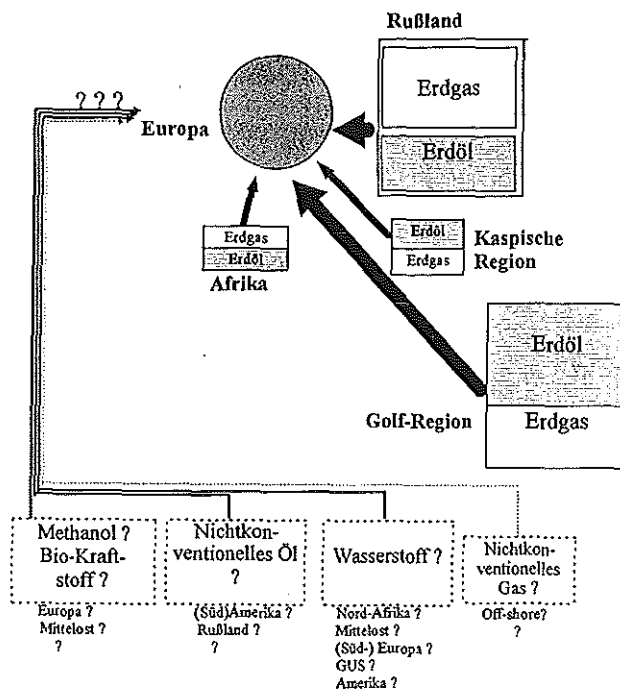 Rußland
Erdgas
Erdöl
? ? ?
Europa
Erdgas
Erdöl
Afrika
Erdöl
Erdgas
Kaspische
Region
Erdöl
Erdgas
Golf-Region
Methanol ?
Bio-Kraft-
stoff ?
Europa ?
Mittelost ?
?
Nichtkon-
ventionelles Öl
?
(Süd)Amerika ?
Rußland ?
?
Wasserstoff ?
Nord-Afrika ?
Mittelost ?
(Süd-) Europa ?
GUS ?
Amerika ?
Nichtkon-
ventionelles
Gas ?
Off-shore?
?